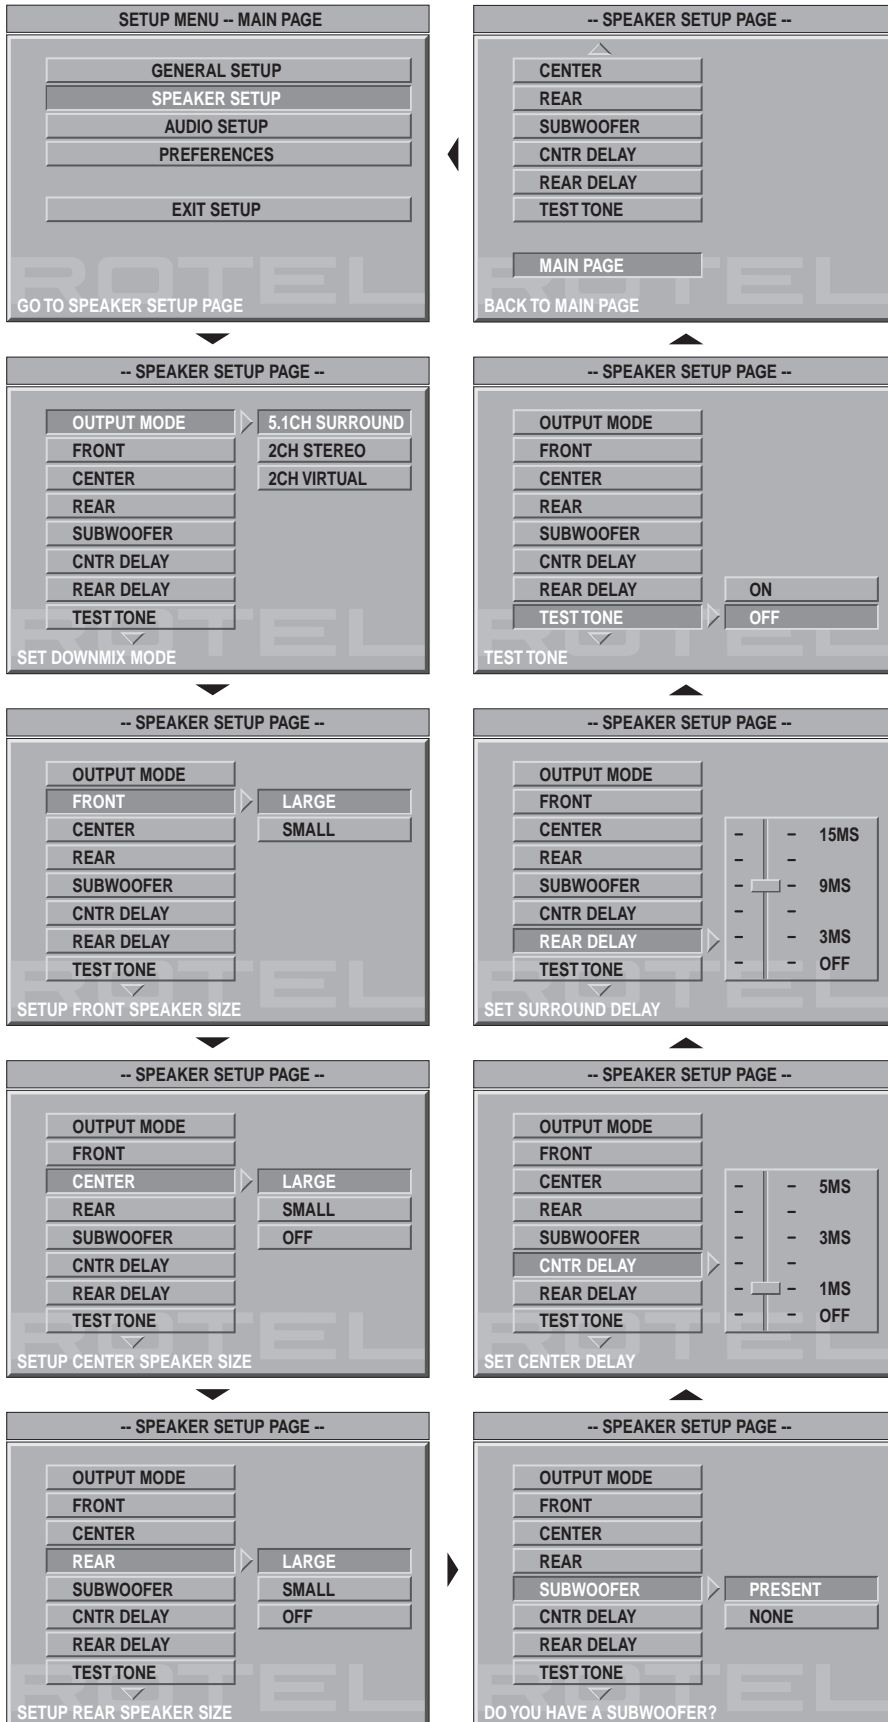 SETUP MENU -- MAIN PAGE
GENERAL SETUP
SPEAKER SETUP
AUDIO SETUP
PREFERENCES
EXIT SETUP
ROTEL
GO TO SPEAKER SETUP PAGE
-- SPEAKER SETUP PAGE --
OUTPUT MODE
5.1CH SURROUND
FRONT
2CH STEREO
CENTER
2CH VIRTUAL
REAR
SUBWOOFER
CNTR DELAY
REAR DELAY
TEST TONE
ROTEL
SET DOWNMIX MODE
-- SPEAKER SETUP PAGE --
OUTPUT MODE
FRONT
LARGE
CENTER
SMALL
REAR
SUBWOOFER
CNTR DELAY
REAR DELAY
TEST TONE
ROTEL
SETUP FRONT SPEAKER SIZE
-- SPEAKER SETUP PAGE --
OUTPUT MODE
FRONT
CENTER
LARGE
REAR
SMALL
SUBWOOFER
OFF
CNTR DELAY
REAR DELAY
TEST TONE
ROTEL
SETUP CENTER SPEAKER SIZE
-- SPEAKER SETUP PAGE --
OUTPUT MODE
FRONT
CENTER
REAR
LARGE
SUBWOOFER
SMALL
CNTR DELAY
OFF
REAR DELAY
TEST TONE
ROTEL
SETUP REAR SPEAKER SIZE
-- SPEAKER SETUP PAGE --
OUTPUT MODE
FRONT
CENTER
REAR
SUBWOOFER
PRESENT
CNTR DELAY
NONE
REAR DELAY
TEST TONE
ROTEL
DO YOU HAVE A SUBWOOFER?
-- SPEAKER SETUP PAGE --
OUTPUT MODE
FRONT
CENTER
5MS
REAR
SUBWOOFER
3MS
CNTR DELAY
REAR DELAY
1MS
TEST TONE
OFF
ROTEL
SET CENTER DELAY
-- SPEAKER SETUP PAGE --
OUTPUT MODE
FRONT
CENTER
15MS
REAR
SUBWOOFER
9MS
CNTR DELAY
REAR DELAY
3MS
TEST TONE
OFF
ROTEL
SET SURROUND DELAY
-- SPEAKER SETUP PAGE --
OUTPUT MODE
FRONT
CENTER
REAR
SUBWOOFER
CNTR DELAY
REAR DELAY
ON
TEST TONE
OFF
ROTEL
TEST TONE
-- SPEAKER SETUP PAGE --
CENTER
REAR
SUBWOOFER
CNTR DELAY
REAR DELAY
TEST TONE
MAIN PAGE
ROTEL
BACK TO MAIN PAGE